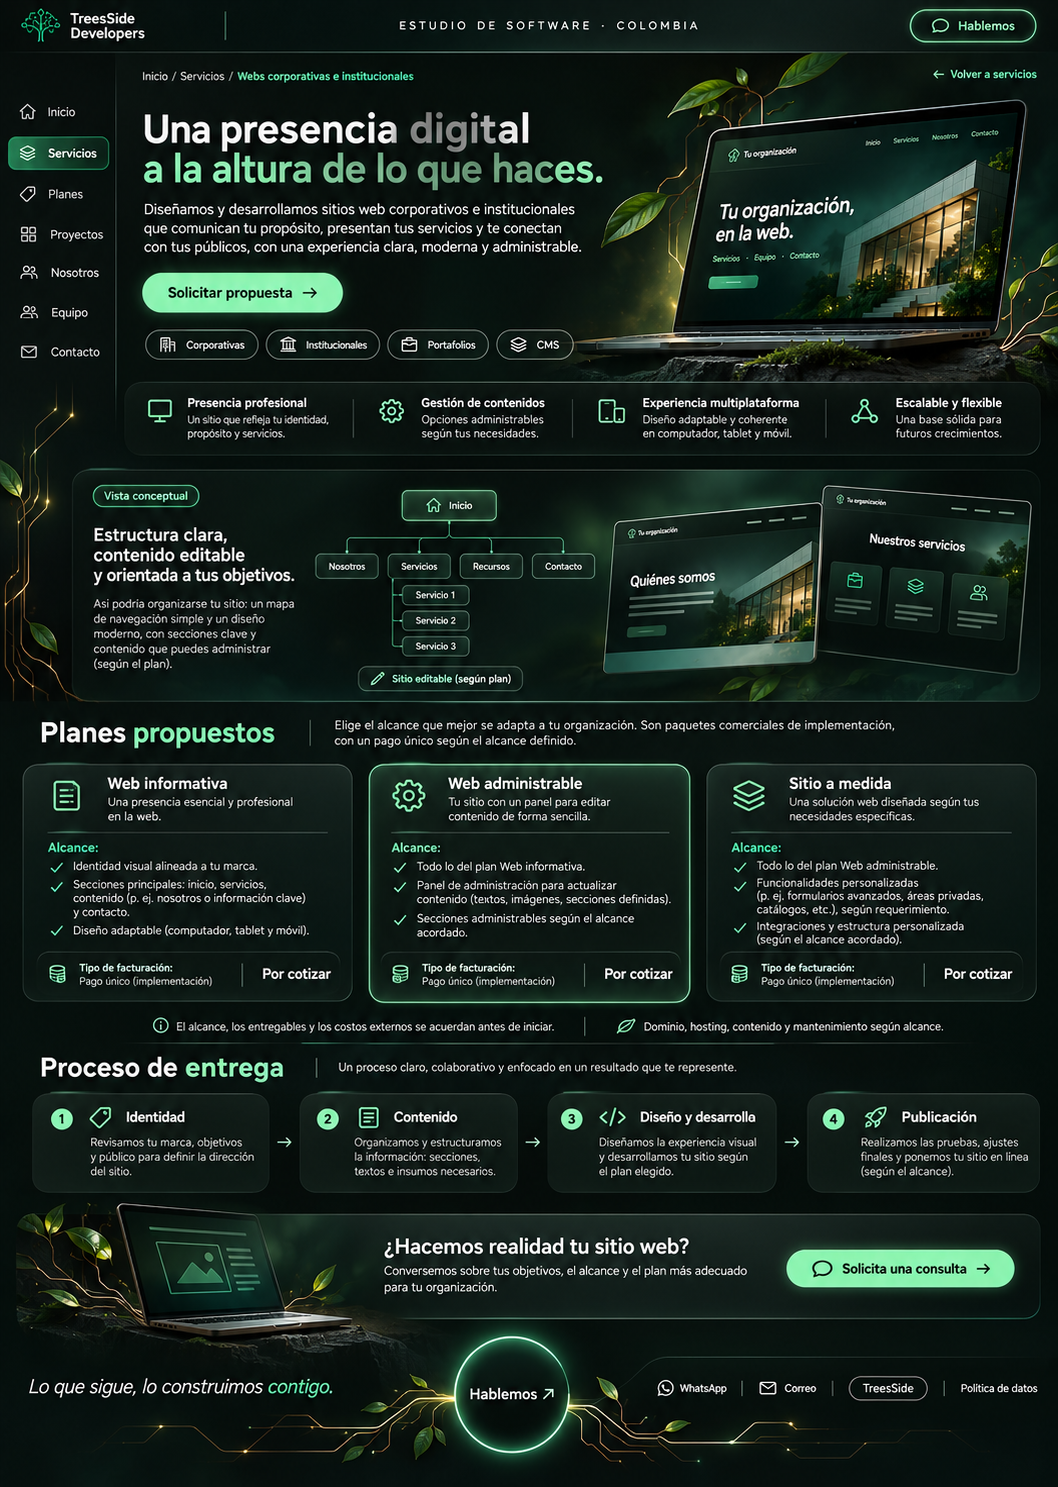 TreesSide
Developers
ESTUDIO DE SOFTWARE · COLOMBIA
Hablemos
Inicio
Servicios
Planes
Proyectos
Nosotros
Equipo
Contacto
Inicio / Servicios / Webs corporativas e institucionales
← Volver a servicios
Una presencia digital
a la altura de lo que haces.
Diseñamos y desarrollamos sitios web corporativos e institucionales
que comunican tu propósito, presentan tus servicios y te conectan
con tus públicos, con una experiencia clara, moderna y administrable.
Solicitar propuesta →
Corporativas
Institucionales
Portafolios
CMS
Tu organización
Inicio Servicios Nosotros Contacto
Tu organización,
en la web.
Servicios · Equipo · Contacto
Presencia profesional
Un sitio que refleja tu identidad,
propósito y servicios.
Gestión de contenidos
Opciones administrables
según tus necesidades.
Experiencia multiplataforma
Diseño adaptable y coherente
en computador, tablet y móvil.
Escalable y flexible
Una base sólida para
futuros crecimientos.
Vista conceptual
Estructura clara,
contenido editable
y orientada a tus objetivos.
Así podría organizarse tu sitio: un mapa
de navegación simple y un diseño
moderno, con secciones clave y
contenido que puedes administrar
(según el plan).
Inicio
Nosotros
Servicios
Recursos
Contacto
Servicio 1
Servicio 2
Servicio 3
Sitio editable (según plan)
Tu organización
Quiénes somos
Tu organización
Nuestros servicios
Planes propuestos
Elige el alcance que mejor se adapta a tu organización. Son paquetes comerciales de implementación,
con un pago único según el alcance definido.
Web informativa
Una presencia esencial y profesional
en la web.
Alcance:
Identidad visual alineada a tu marca.
Secciones principales: inicio, servicios,
contenido (p. ej. nosotros o información clave)
y contacto.
Diseño adaptable (computador, tablet y móvil).
Tipo de facturación:
Pago único (implementación)
Por cotizar
Web administrable
Tu sitio con un panel para editar
contenido de forma sencilla.
Alcance:
Todo lo del plan Web informativa.
Panel de administración para actualizar
contenido (textos, imágenes, secciones definidas).
Secciones administrables según el alcance
acordado.
Tipo de facturación:
Pago único (implementación)
Por cotizar
Sitio a medida
Una solución web diseñada según tus
necesidades específicas.
Alcance:
Todo lo del plan Web administrable.
Funcionalidades personalizadas
(p. ej. formularios avanzados, áreas privadas,
catálogos, etc.), según requerimiento.
Integraciones y estructura personalizada
(según el alcance acordado).
Tipo de facturación:
Pago único (implementación)
Por cotizar
El alcance, los entregables y los costos externos se acuerdan antes de iniciar.
Dominio, hosting, contenido y mantenimiento según alcance.
Proceso de entrega
Un proceso claro, colaborativo y enfocado en un resultado que te represente.
1 Identidad
Revisamos tu marca, objetivos
y público para definir la dirección
del sitio.
→
2 Contenido
Organizamos y estructuramos
la información: secciones,
textos e insumos necesarios.
→
3 </> Diseño y desarrolla
Diseñamos la experiencia visual
y desarrollamos tu sitio según
el plan elegido.
→
4 Publicación
Realizamos las pruebas, ajustes
finales y ponemos tu sitio en línea
(según el alcance).
¿Hacemos realidad tu sitio web?
Conversemos sobre tus objetivos, el alcance y el plan más adecuado
para tu organización.
Solicita una consulta →
Lo que sigue, lo construimos contigo.
Hablemos ↗
WhatsApp
Correo
TreesSide
Política de datos